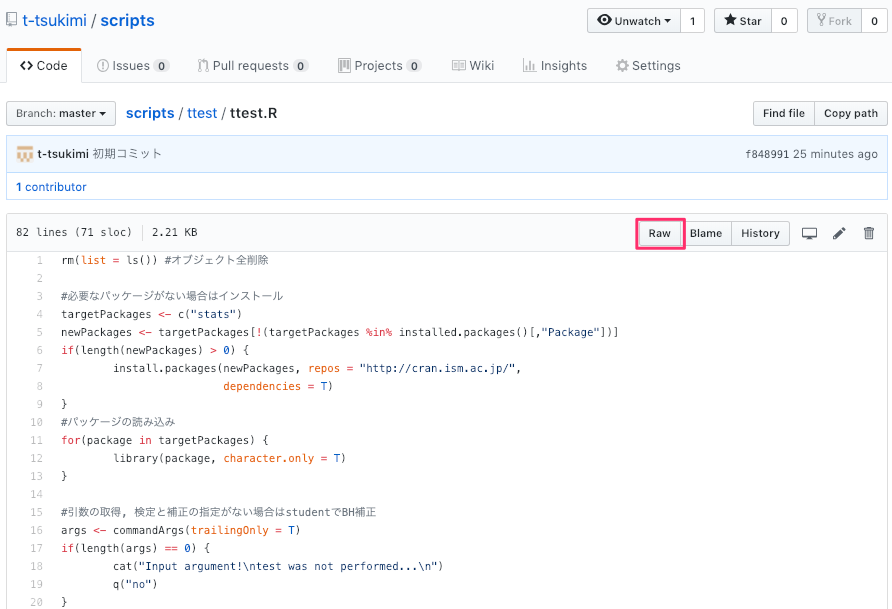 t-tsukimi / scripts
Unwatch 1 Star 0 Fork 0
Code Issues 0 Pull requests 0 Projects 0 Wiki Insights Settings
Branch: master scripts / ttest / ttest.R Find file Copy path
t-tsukimi 初期コミット f848991 25 minutes ago
1 contributor
82 lines (71 sloc) 2.21 KB Raw Blame History
1 rm(list = ls()) #オブジェクト全削除
2
3 #必要なパッケージがない場合はインストール
4 targetPackages <- c("stats")
5 newPackages <- targetPackages[!(targetPackages %in% installed.packages()[,"Package"])]
6 if(length(newPackages) > 0) {
7 install.packages(newPackages, repos = "http://cran.ism.ac.jp/",
8 dependencies = T)
9 }
10 #パッケージの読み込み
11 for(package in targetPackages) {
12 library(package, character.only = T)
13 }
14
15 #引数の取得, 検定と補正の指定がない場合はstudentでBH補正
16 args <- commandArgs(trailingOnly = T)
17 if(length(args) == 0) {
18 cat("Input argument!\ntest was not performed...\n")
19 q("no")
20 }